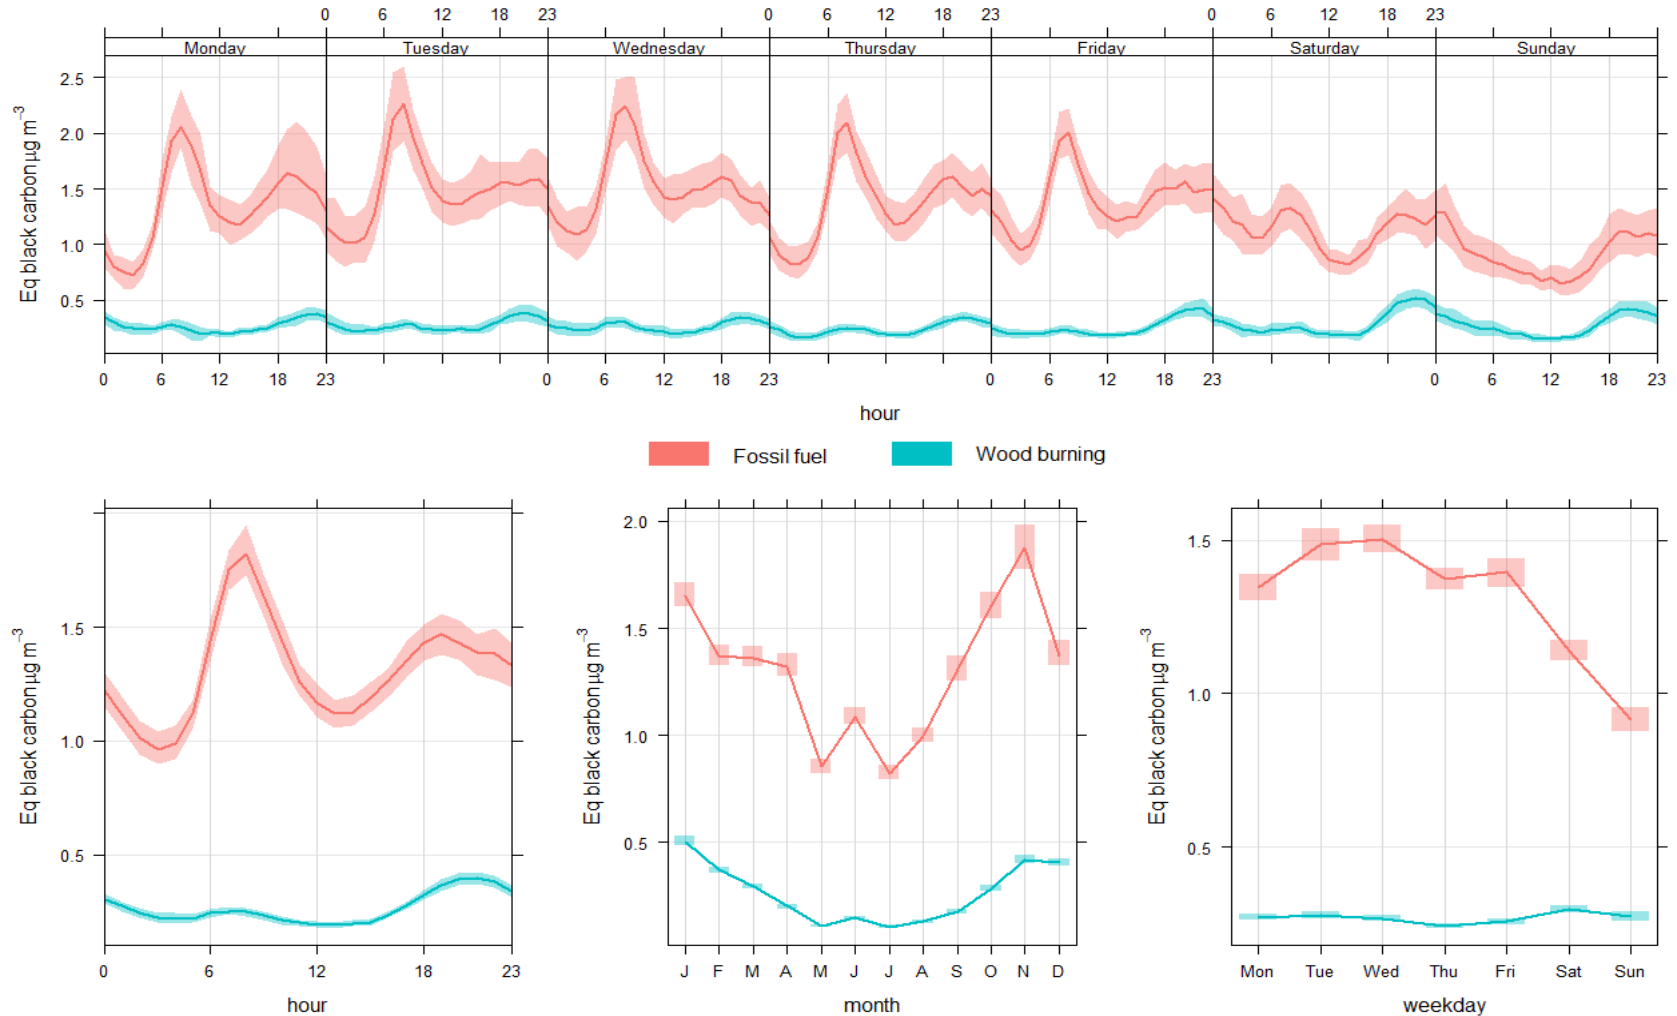 0 6 12 18 23 0 6 12 18 23 0 6 12 18 23
Monday Tuesday Wednesday Thursday Friday Saturday Sunday
Eq black carbon µg m⁻³
2.5
2.0
1.5
1.0
0.5
0 6 12 18 23 0 6 12 18 23 0 6 12 18 23 0 6 12 18 23
hour
Fossil fuel Wood burning
Eq black carbon µg m⁻³
1.5
1.0
0.5
0 6 12 18 23
hour
Eq black carbon µg m⁻³
2.0
1.5
1.0
0.5
J F M A M J J A S O N D
month
Eq black carbon µg m⁻³
1.5
1.0
0.5
Mon Tue Wed Thu Fri Sat Sun
weekday